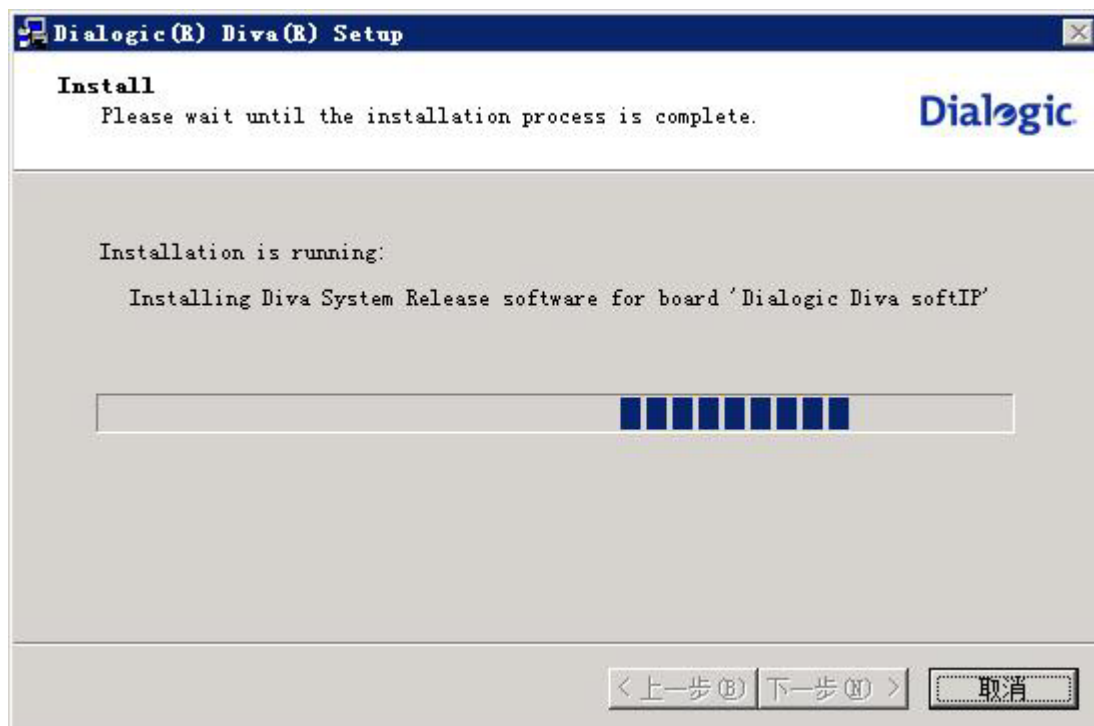 Dialogic(R) Diva(R) Setup
Install
Please wait until the installation process is complete.
Dialogic
Installation is running:
Installing Diva System Release software for board 'Dialogic Diva softIP'
< 上一步(B) 下一步(N) > 取消